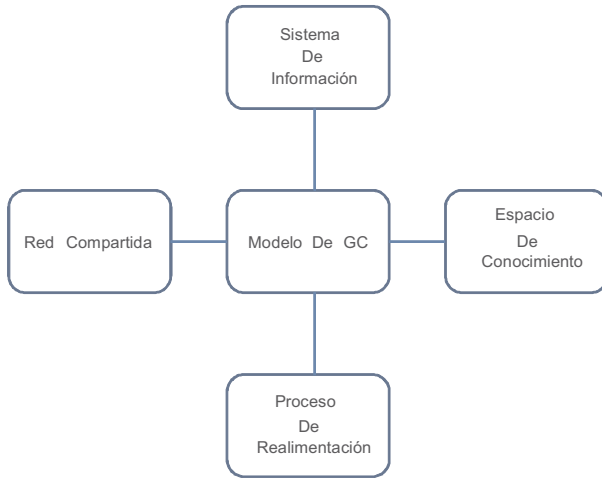 Sistema
De
Información
Red Compartida
Modelo De GC
Espacio
De
Conocimiento
Proceso
De
Realimentación